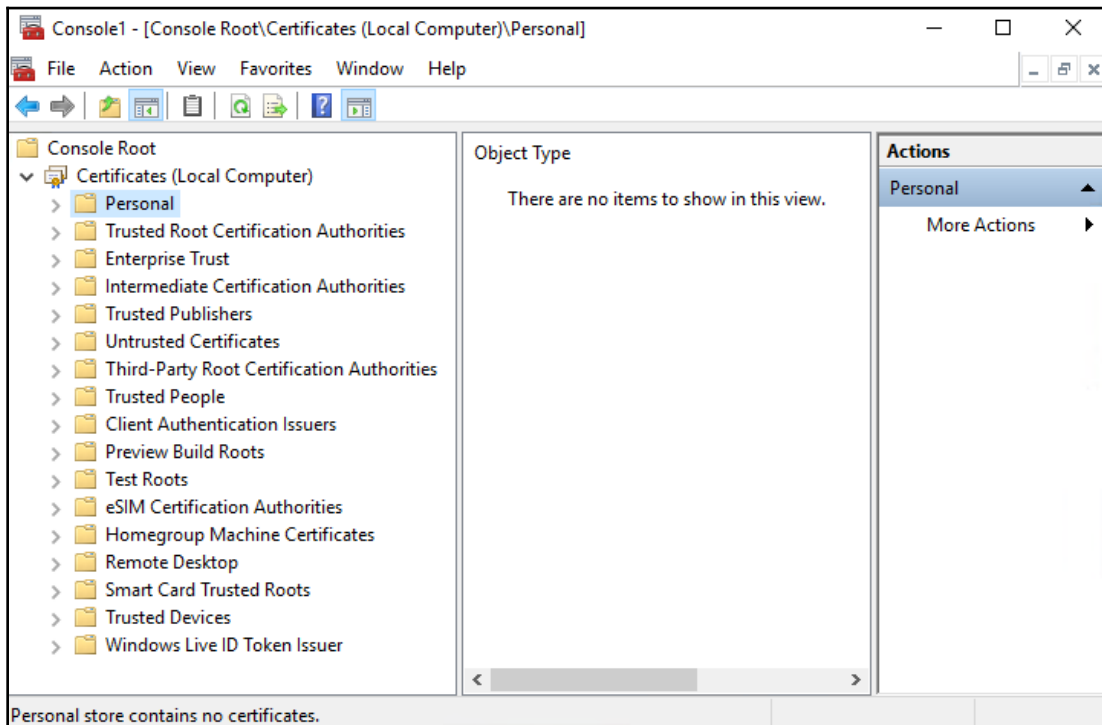 Console1 - [Console Root\Certificates (Local Computer)\Personal]
File Action View Favorites Window Help
Console Root
Certificates (Local Computer)
Personal
Trusted Root Certification Authorities
Enterprise Trust
Intermediate Certification Authorities
Trusted Publishers
Untrusted Certificates
Third-Party Root Certification Authorities
Trusted People
Client Authentication Issuers
Preview Build Roots
Test Roots
eSIM Certification Authorities
Homegroup Machine Certificates
Remote Desktop
Smart Card Trusted Roots
Trusted Devices
Windows Live ID Token Issuer
Object Type
There are no items to show in this view.
Actions
Personal
More Actions
Personal store contains no certificates.